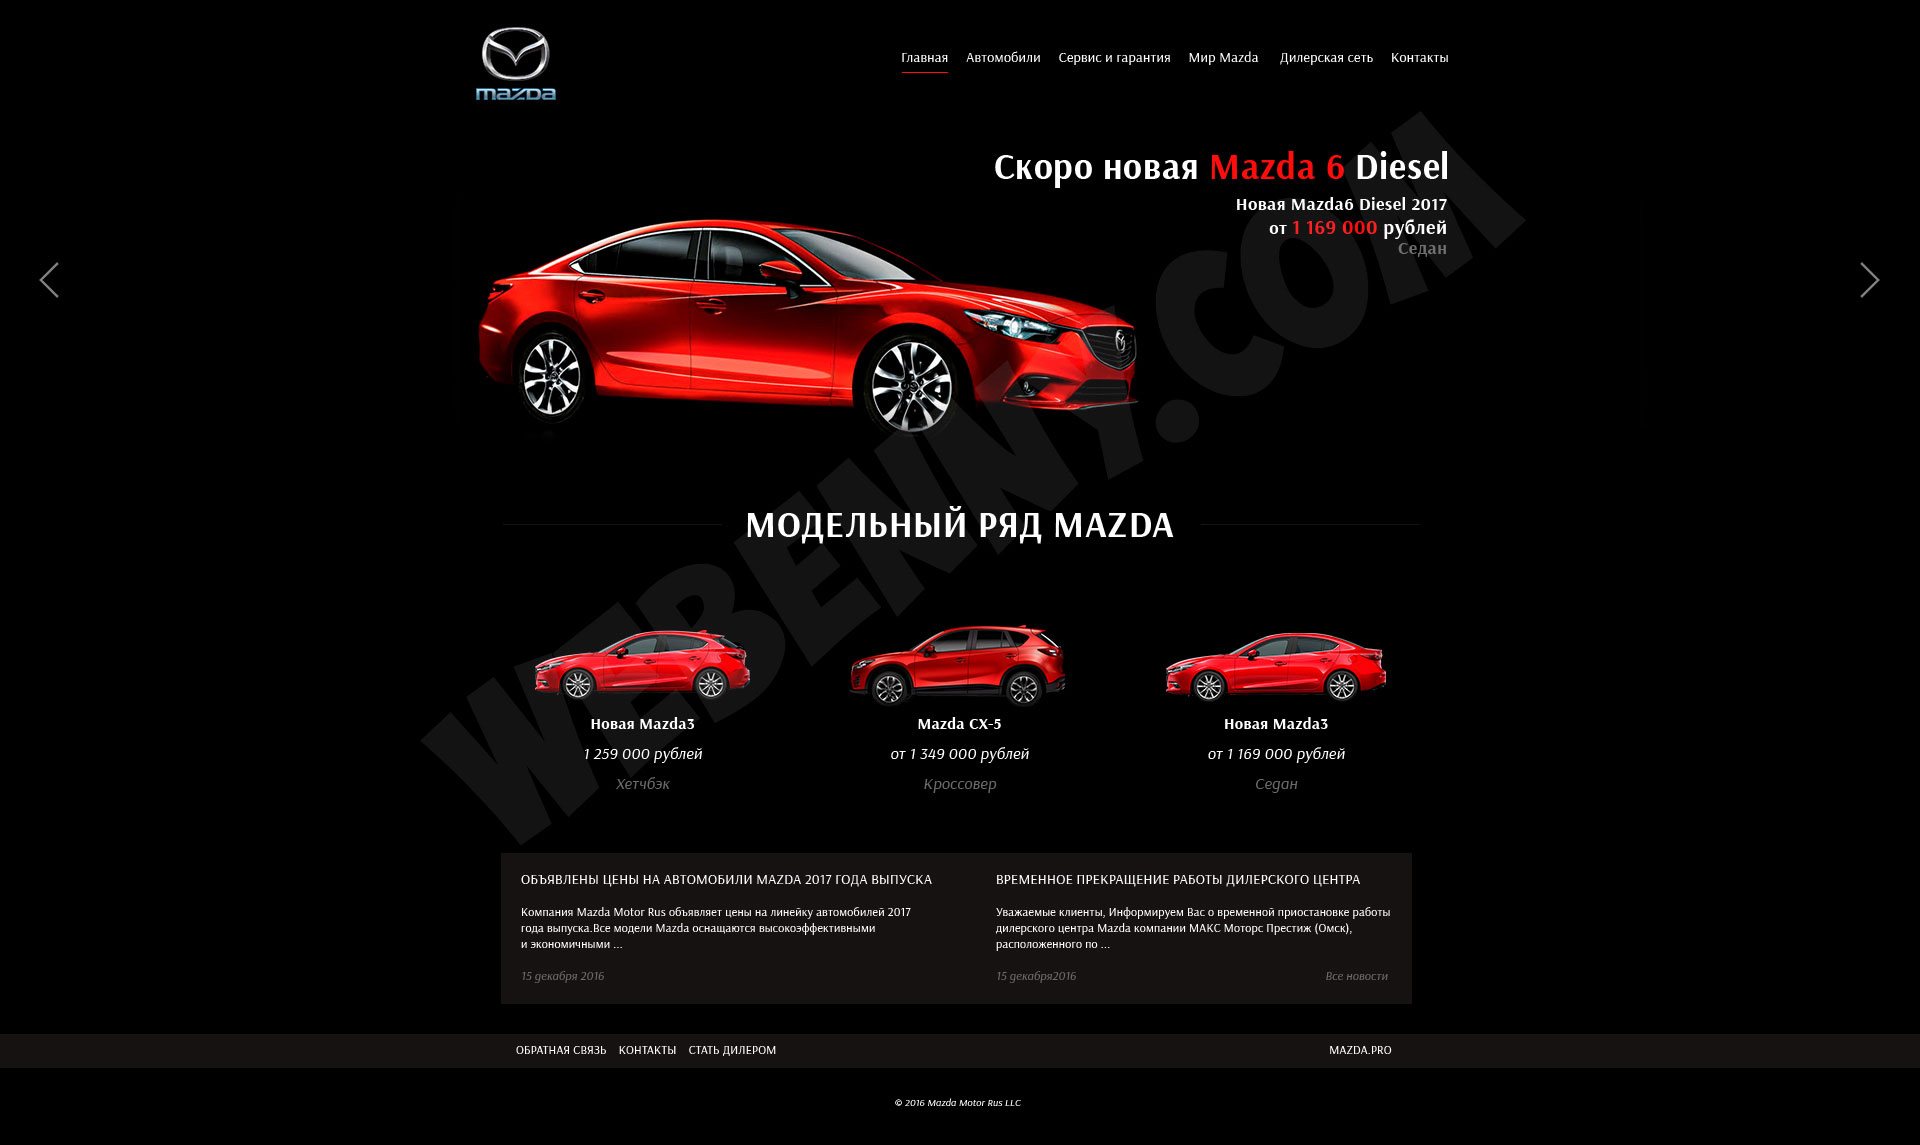 mazda
Главная Автомобили Сервис и гарантия Мир Mazda Дилерская сеть Контакты
Скоро новая Mazda 6 Diesel
Новая Mazda6 Diesel 2017
от 1 169 000 рублей
Седан
WEBENNY.COM
МОДЕЛЬНЫЙ РЯД MAZDA
Новая Mazda3
1 259 000 рублей
Хетчбэк
Mazda CX-5
от 1 349 000 рублей
Кроссовер
Новая Mazda3
от 1 169 000 рублей
Седан
ОБЪЯВЛЕНЫ ЦЕНЫ НА АВТОМОБИЛИ MAZDA 2017 ГОДА ВЫПУСКА
Компания Mazda Motor Rus объявляет цены на линейку автомобилей 2017
года выпуска.Все модели Mazda оснащаются высокоэффективными
и экономичными ...
15 декабря 2016
ВРЕМЕННОЕ ПРЕКРАЩЕНИЕ РАБОТЫ ДИЛЕРСКОГО ЦЕНТРА
Уважаемые клиенты, Информируем Вас о временной приостановке работы
дилерского центра Mazda компании МАКС Моторс Престиж (Омск),
расположенного по ...
15 декабря2016
Все новости
ОБРАТНАЯ СВЯЗЬ КОНТАКТЫ СТАТЬ ДИЛЕРОМ
MAZDA.PRO
© 2016 Mazda Motor Rus LLC